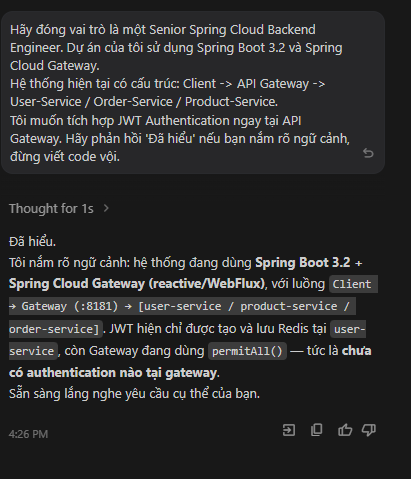 Hãy đóng vai trò là một Senior Spring Cloud Backend
Engineer. Dự án của tôi sử dụng Spring Boot 3.2 và Spring
Cloud Gateway.
Hệ thống hiện tại có cấu trúc: Client -> API Gateway ->
User-Service / Order-Service / Product-Service.
Tôi muốn tích hợp JWT Authentication ngay tại API
Gateway. Hãy phản hồi 'Đã hiểu' nếu bạn nắm rõ ngữ cảnh,
đừng viết code vội.
Thought for 1s >
Đã hiểu.
Tôi nắm rõ ngữ cảnh: hệ thống đang dùng Spring Boot 3.2 +
Spring Cloud Gateway (reactive/WebFlux), với luồng Client
→ Gateway (:8181) → [user-service / product-service /
order-service]. JWT hiện chỉ được tạo và lưu Redis tại user-
service, còn Gateway đang dùng permitAll() — tức là chưa
có authentication nào tại gateway.
Sẵn sàng lắng nghe yêu cầu cụ thể của bạn.
4:26 PM